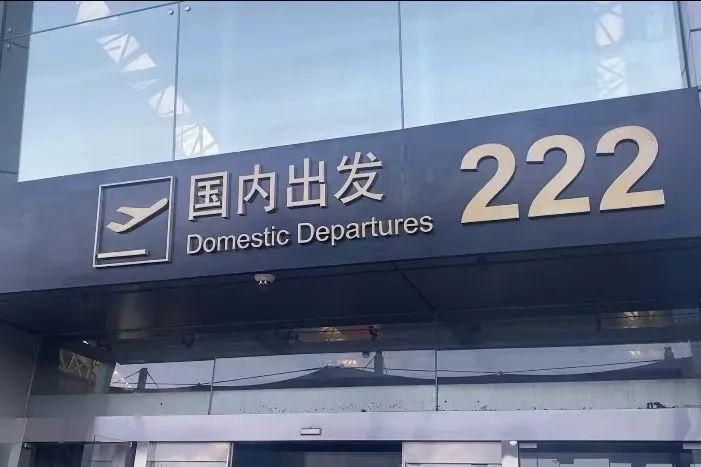 国内出发
Domestic Departures
222